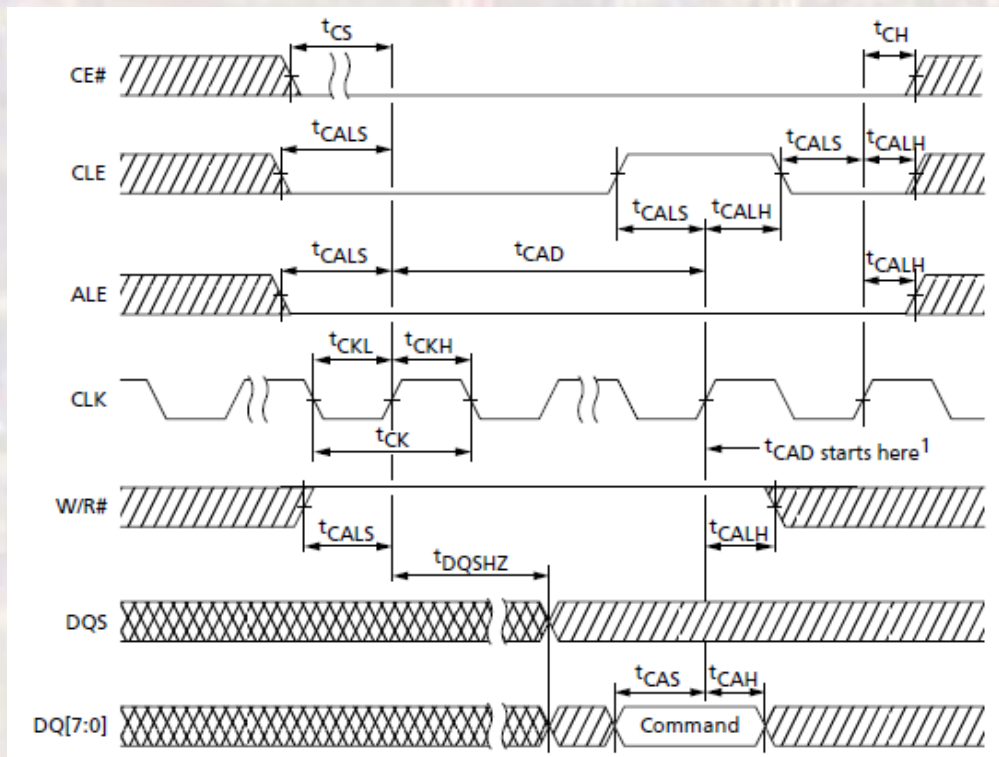 tCS
tCH
CE#
tCALS
tCALS
tCALH
CLE
tCALS
tCALH
tCALS
tCAD
tCALH
ALE
tCKL
tCKH
CLK
tCK
tCAD starts here1
W/R#
tCALS
tCALH
tDQSHZ
DQS
tCAS
tCAH
DQ[7:0]
Command